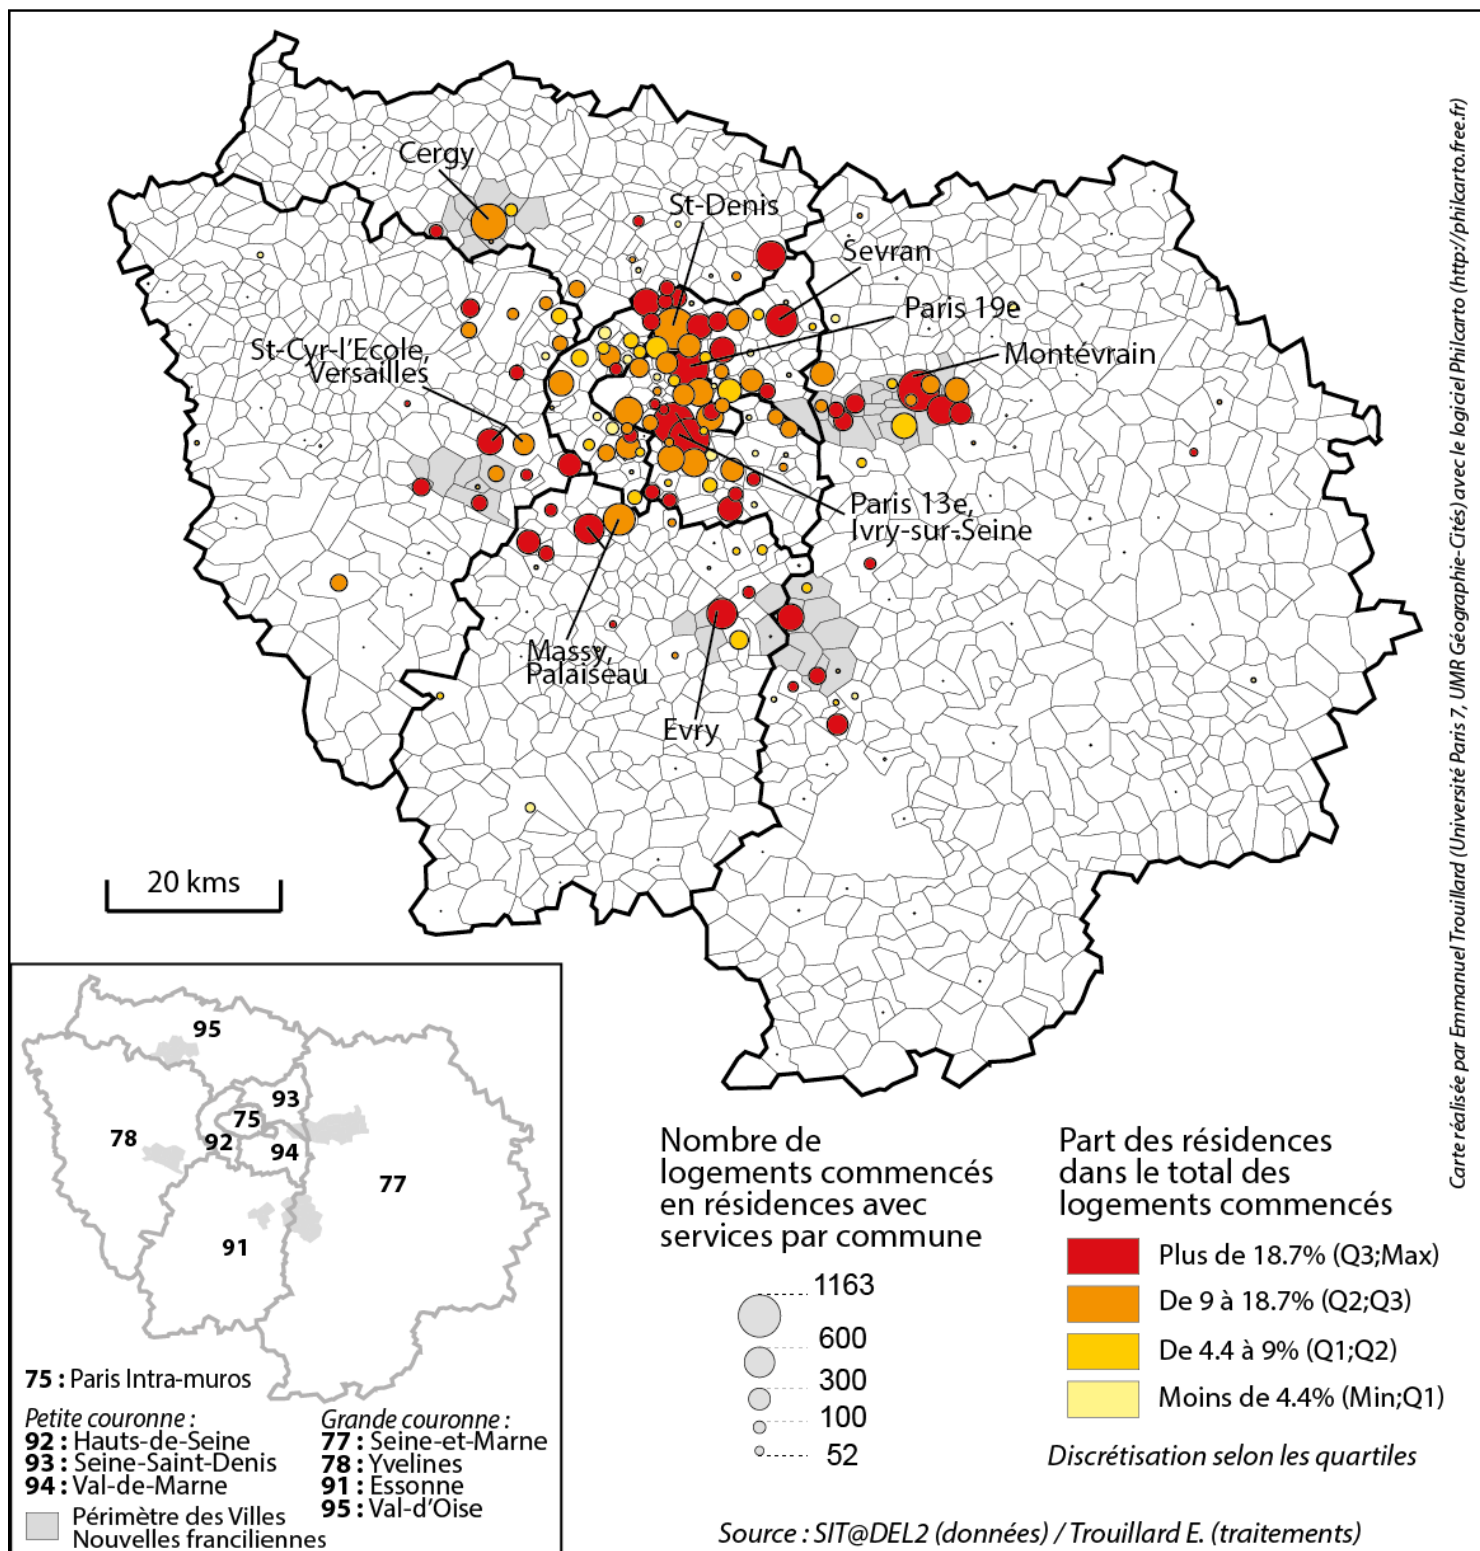 Cergy
St-Denis
Sevran
Paris 19e
Montévrain
St-Cyr-l'Ecole,
Versailles
Paris 13e,
Ivry-sur-Seine
Massy,
Palaiseau
Evry
20 kms
95
93
75
78
92
94
77
91
75 : Paris Intra-muros
Petite couronne :
92 : Hauts-de-Seine
93 : Seine-Saint-Denis
94 : Val-de-Marne
Grande couronne :
77 : Seine-et-Marne
78 : Yvelines
91 : Essonne
95 : Val-d'Oise
Périmètre des Villes
Nouvelles franciliennes
Nombre de
logements commencés
en résidences avec
services par commune
1163
600
300
100
52
Part des résidences
dans le total des
logements commencés
Plus de 18.7% (Q3;Max)
De 9 à 18.7% (Q2;Q3)
De 4.4 à 9% (Q1;Q2)
Moins de 4.4% (Min;Q1)
Discrétisation selon les quartiles
Source : SIT@DEL2 (données) / Trouillard E. (traitements)
Carte réalisée par Emmanuel Trouillard (Université Paris 7, UMR Géographie-Cités) avec le logiciel Philcarto (http://philcarto.free.fr)